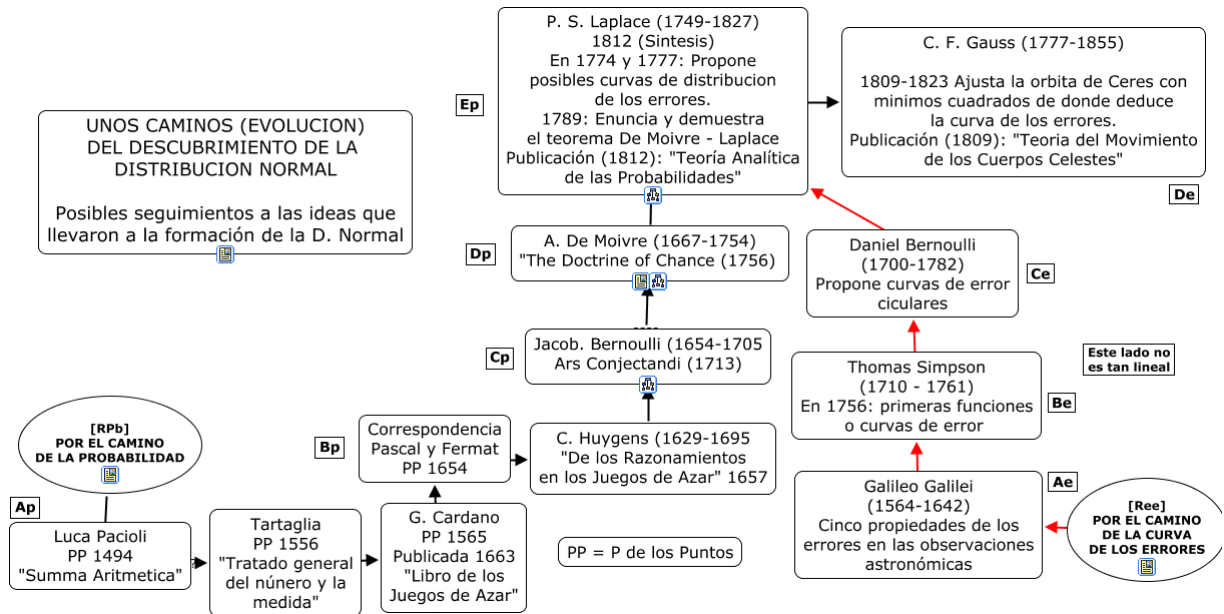 UNOS CAMINOS (EVOLUCION)
DEL DESCUBRIMIENTO DE LA
DISTRIBUCION NORMAL
Posibles seguimientos a las ideas que
llevaron a la formación de la D. Normal
Ep
P. S. Laplace (1749-1827)
1812 (Sintesis)
En 1774 y 1777: Propone
posibles curvas de distribucion
de los errores.
1789: Enuncia y demuestra
el teorema De Moivre - Laplace
Publicación (1812): "Teoría Analítica
de las Probabilidades"
C. F. Gauss (1777-1855)
1809-1823 Ajusta la orbita de Ceres con
minimos cuadrados de donde deduce
la curva de los errores.
Publicación (1809): "Teoria del Movimiento
de los Cuerpos Celestes"
De
Dp
A. De Moivre (1667-1754)
"The Doctrine of Chance (1756)
Daniel Bernoulli
(1700-1782)
Propone curvas de error
ciculares
Ce
Cp
Jacob. Bernoulli (1654-1705
Ars Conjectandi (1713)
Thomas Simpson
(1710 - 1761)
En 1756: primeras funciones
o curvas de error
Be
Este lado no
es tan lineal
[RPb]
POR EL CAMINO
DE LA PROBABILIDAD
Bp
Correspondencia
Pascal y Fermat
PP 1654
C. Huygens (1629-1695
"De los Razonamientos
en los Juegos de Azar" 1657
Galileo Galilei
(1564-1642)
Cinco propiedades de los
errores en las observaciones
astronómicas
Ae
[Ree]
POR EL CAMINO
DE LA CURVA
DE LOS ERRORES
Ap
Luca Pacioli
PP 1494
"Summa Aritmetica"
Tartaglia
PP 1556
"Tratado general
del núnero y la
medida"
G. Cardano
PP 1565
Publicada 1663
"Libro de los
Juegos de Azar"
PP = P de los Puntos